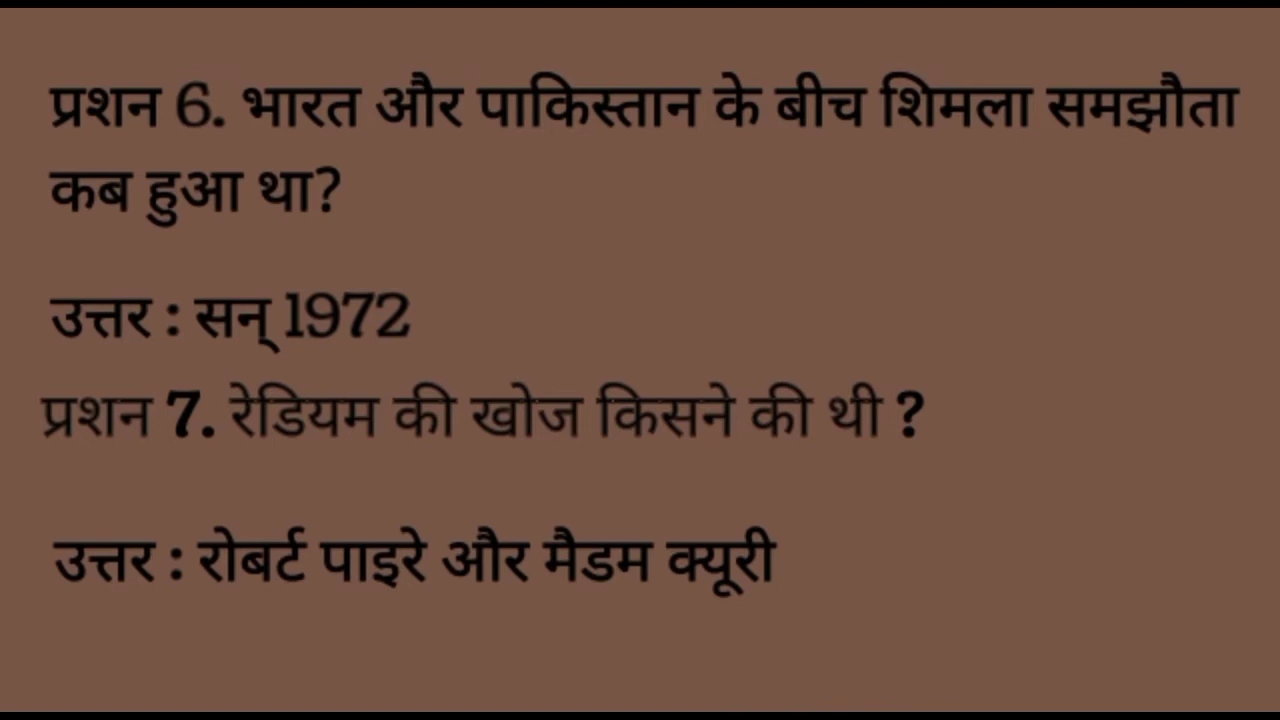 प्रशन 6. भारत और पाकिस्तान के बीच शिमला समझौता
कब हुआ था?
उत्तर : सन् 1972
प्रशन 7. रेडियम की खोज किसने की थी ?
उत्तर : रोबर्ट पाइरे और मैडम क्यूरी